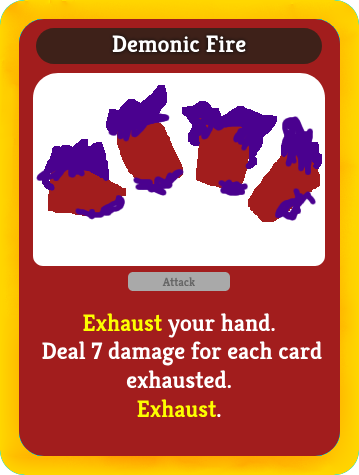 Demonic Fire
Attack
Exhaust your hand.
Deal 7 damage for each card
exhausted.
Exhaust.